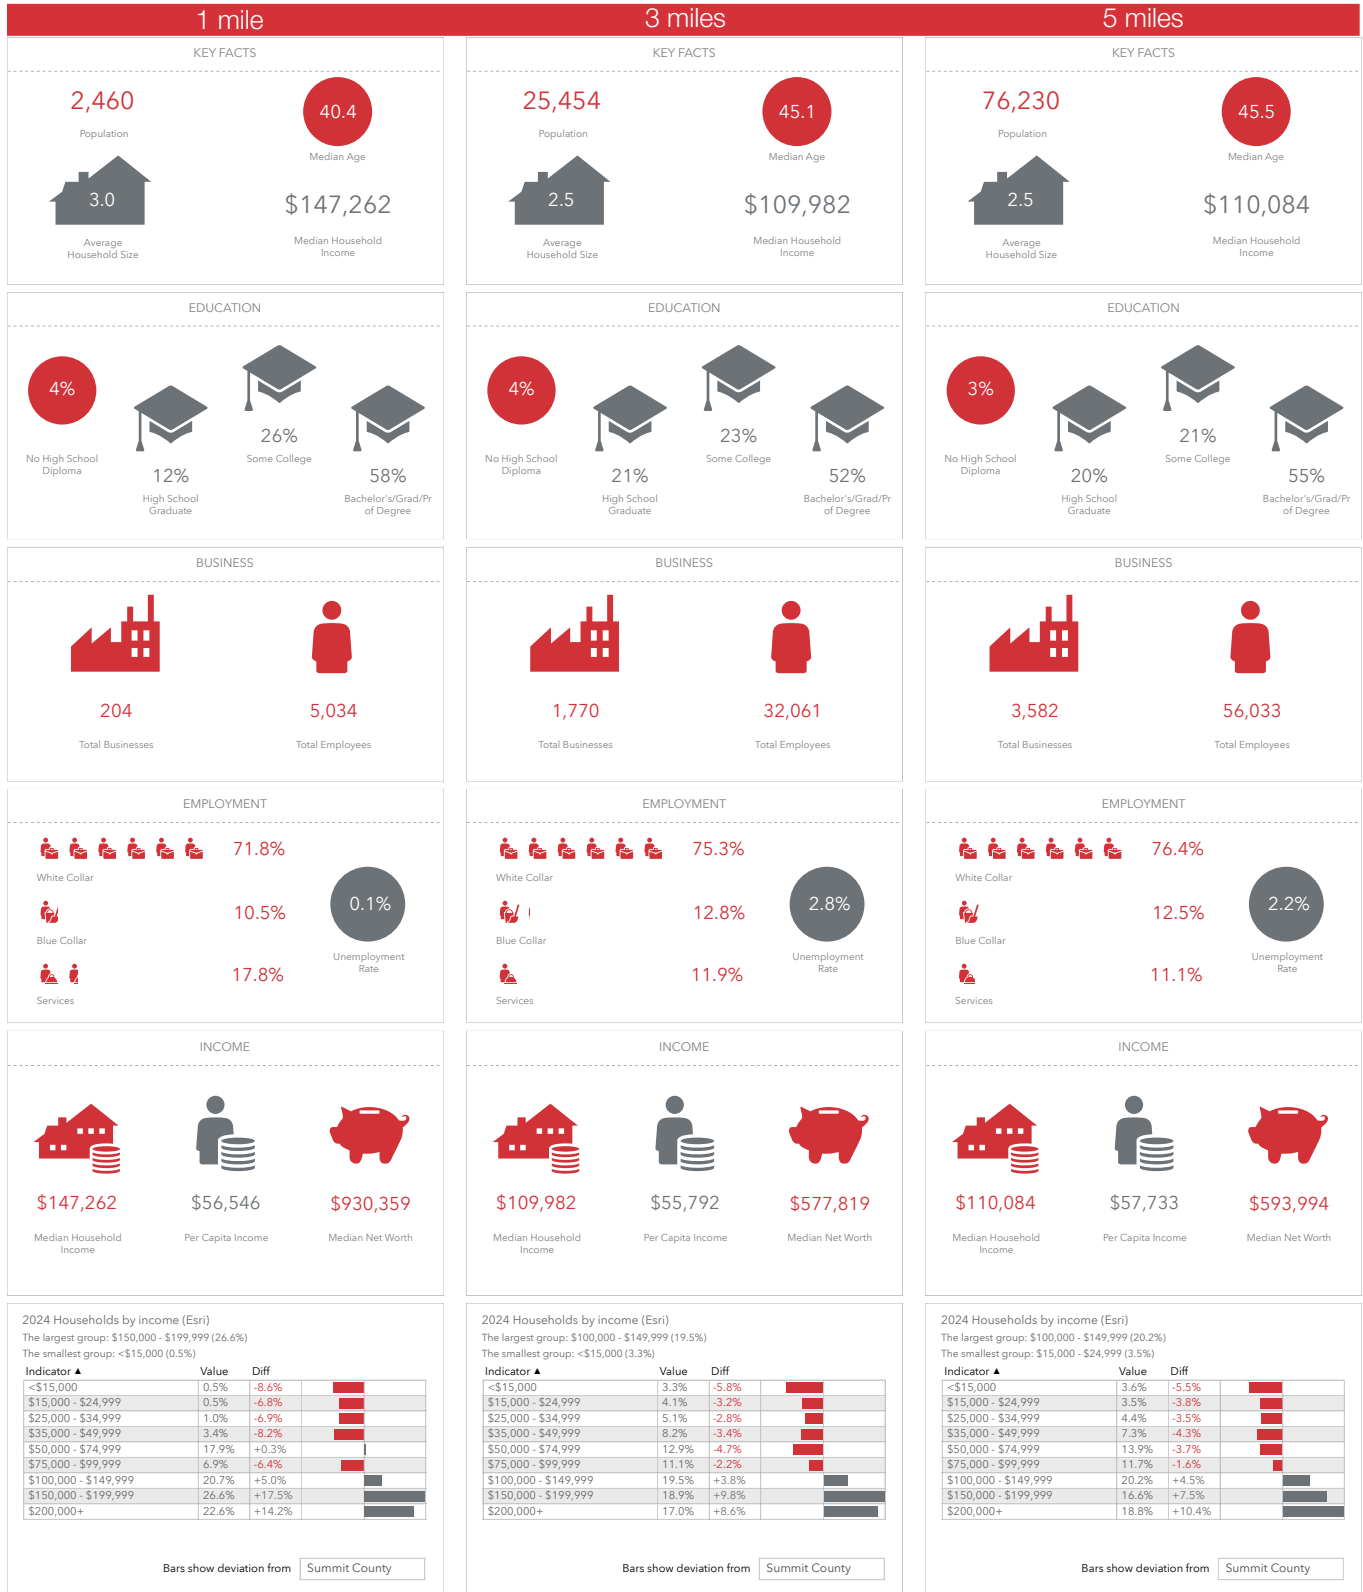 1 mile
3 miles
5 miles
KEY FACTS
2,460
Population
40.4
Median Age
3.0
Average
Household Size
$147,262
Median Household
Income
KEY FACTS
25,454
Population
45.1
Median Age
2.5
Average
Household Size
$109,982
Median Household
Income
KEY FACTS
76,230
Population
45.5
Median Age
2.5
Average
Household Size
$110,084
Median Household
Income
EDUCATION
4%
No High School
Diploma
12%
High School
Graduate
26%
Some College
58%
Bachelor's/Grad/Pr
of Degree
EDUCATION
4%
No High School
Diploma
21%
High School
Graduate
23%
Some College
52%
Bachelor's/Grad/Pr
of Degree
EDUCATION
3%
No High School
Diploma
20%
High School
Graduate
21%
Some College
55%
Bachelor's/Grad/Pr
of Degree
BUSINESS
204
Total Businesses
5,034
Total Employees
BUSINESS
1,770
Total Businesses
32,061
Total Employees
BUSINESS
3,582
Total Businesses
56,033
Total Employees
EMPLOYMENT
71.8%
White Collar
10.5%
Blue Collar
17.8%
Services
0.1%
Unemployment
Rate
EMPLOYMENT
75.3%
White Collar
12.8%
Blue Collar
11.9%
Services
2.8%
Unemployment
Rate
EMPLOYMENT
76.4%
White Collar
12.5%
Blue Collar
11.1%
Services
2.2%
Unemployment
Rate
INCOME
$147,262
Median Household
Income
$56,546
Per Capita Income
$930,359
Median Net Worth
INCOME
$109,982
Median Household
Income
$55,792
Per Capita Income
$577,819
Median Net Worth
INCOME
$110,084
Median Household
Income
$57,733
Per Capita Income
$593,994
Median Net Worth
2024 Households by income (Esri)
The largest group: $150,000 - $199,999 (26.6%)
The smallest group: <$15,000 (0.5%)
Indicator ▲ Value Diff
<$15,000 0.5% -8.6%
$15,000 - $24,999 0.5% -6.8%
$25,000 - $34,999 1.0% -6.9%
$35,000 - $49,999 3.4% -8.2%
$50,000 - $74,999 17.9% +0.3%
$75,000 - $99,999 6.9% -6.4%
$100,000 - $149,999 20.7% +5.0%
$150,000 - $199,999 26.6% +17.5%
$200,000+ 22.6% +14.2%
Bars show deviation from Summit County
2024 Households by income (Esri)
The largest group: $100,000 - $149,999 (19.5%)
The smallest group: <$15,000 (3.3%)
Indicator ▲ Value Diff
<$15,000 3.3% -5.8%
$15,000 - $24,999 4.1% -3.2%
$25,000 - $34,999 5.1% -2.8%
$35,000 - $49,999 8.2% -3.4%
$50,000 - $74,999 12.9% -4.7%
$75,000 - $99,999 11.1% -2.2%
$100,000 - $149,999 19.5% +3.8%
$150,000 - $199,999 18.9% +9.8%
$200,000+ 17.0% +8.6%
Bars show deviation from Summit County
2024 Households by income (Esri)
The largest group: $100,000 - $149,999 (20.2%)
The smallest group: $15,000 - $24,999 (3.5%)
Indicator ▲ Value Diff
<$15,000 3.6% -5.5%
$15,000 - $24,999 3.5% -3.8%
$25,000 - $34,999 4.4% -3.5%
$35,000 - $49,999 7.3% -4.3%
$50,000 - $74,999 13.9% -3.7%
$75,000 - $99,999 11.7% -1.6%
$100,000 - $149,999 20.2% +4.5%
$150,000 - $199,999 16.6% +7.5%
$200,000+ 18.8% +10.4%
Bars show deviation from Summit County